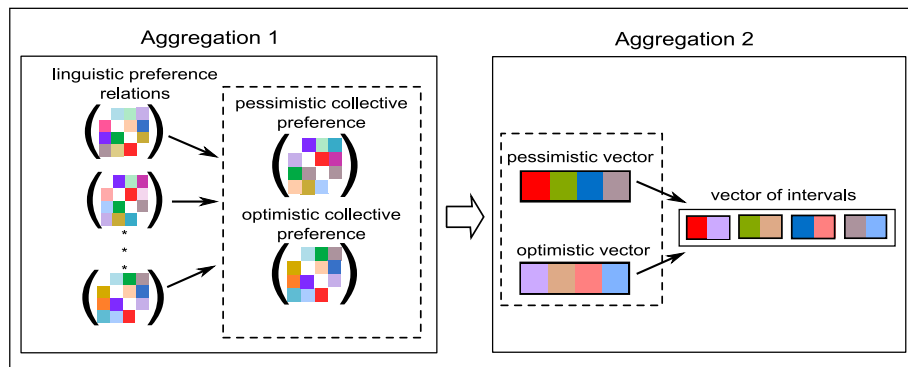 Aggregation 1
linguistic preference
relations
pessimistic collective
preference
optimistic collective
preference
*
*
*
Aggregation 2
pessimistic vector
optimistic vector
vector of intervals